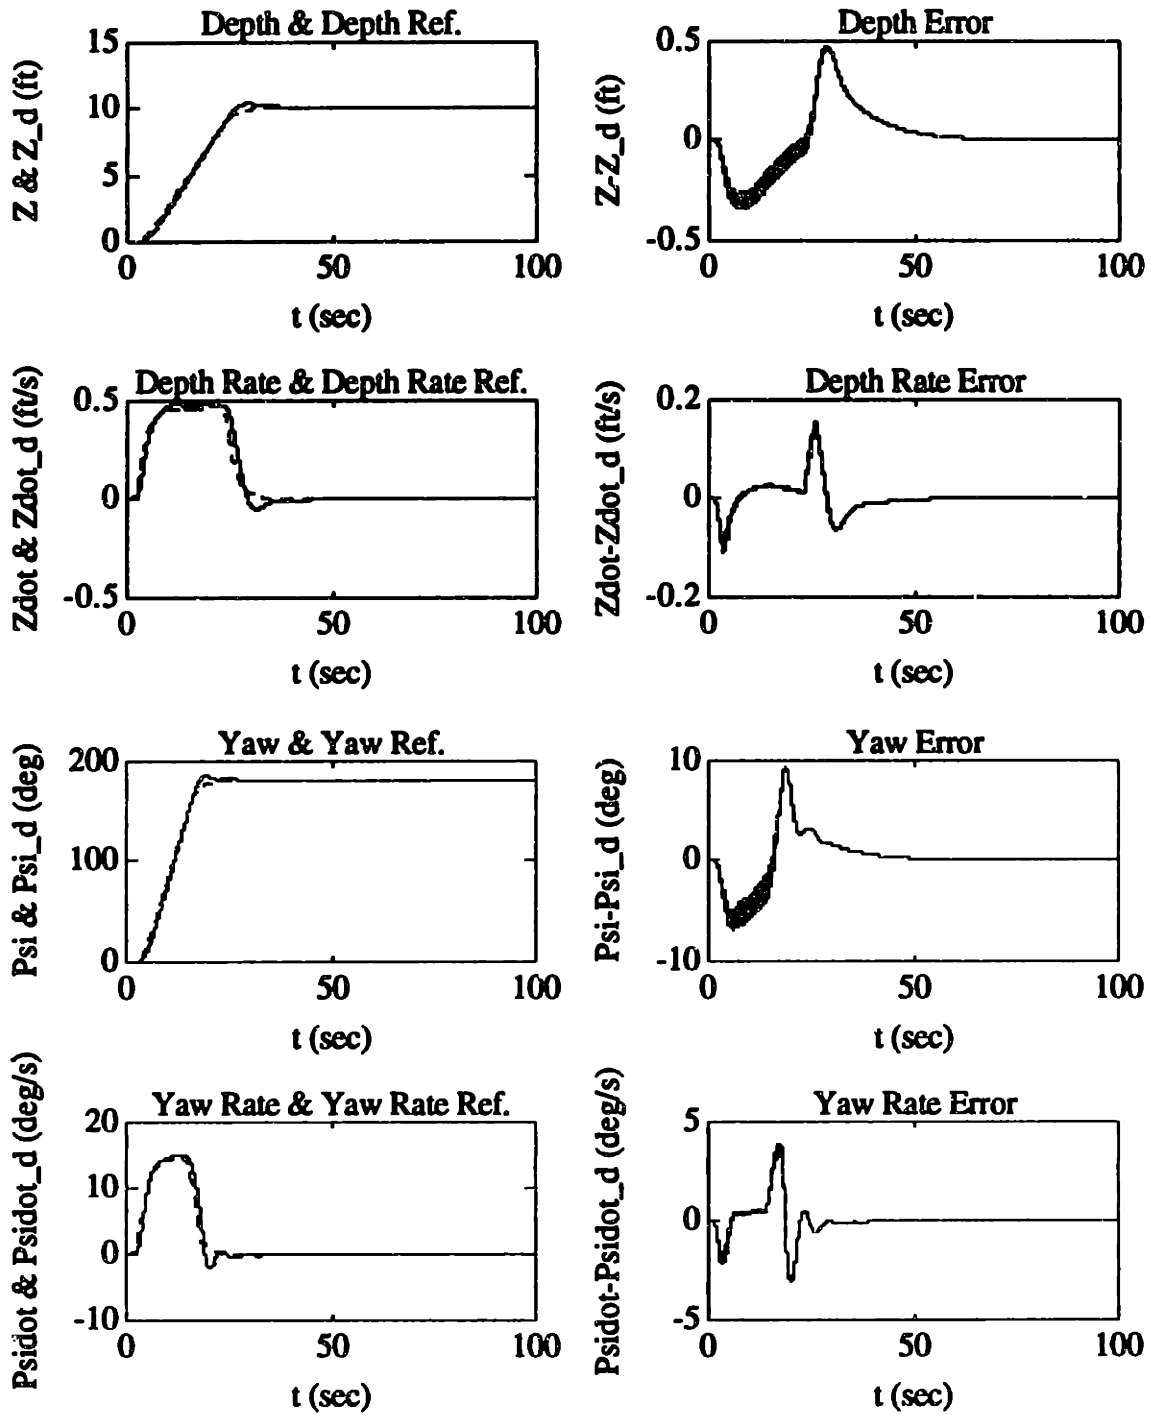 Depth & Depth Ref.
Z & Z_d (ft)
15
10
5
0
0
50
100
t (sec)
Depth Error
Z-Z_d (ft)
0.5
0
-0.5
0
50
100
t (sec)
Depth Rate & Depth Rate Ref.
Zdot & Zdot_d (ft/s)
0.5
0
-0.5
0
50
100
t (sec)
Depth Rate Error
Zdot-Zdot_d (ft/s)
0.2
0
-0.2
0
50
100
t (sec)
Yaw & Yaw Ref.
Psi & Psi_d (deg)
200
100
0
0
50
100
t (sec)
Yaw Error
Psi-Psi_d (deg)
10
0
-10
0
50
100
t (sec)
Yaw Rate & Yaw Rate Ref.
Psidot & Psidot_d (deg/s)
20
10
0
-10
0
50
100
t (sec)
Yaw Rate Error
Psidot-Psidot_d (deg/s)
5
0
-5
0
50
100
t (sec)